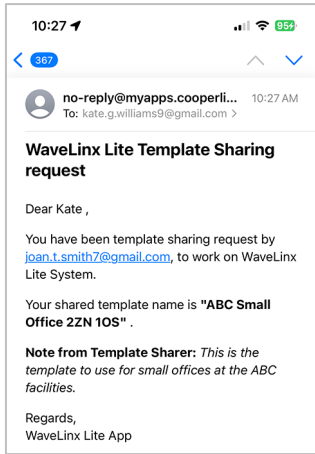 10:27
95
367
no-reply@myapps.cooperli... 10:27 AM
To: kate.g.williams9@gmail.com >
WaveLinx Lite Template Sharing
request
Dear Kate ,
You have been template sharing request by
joan.t.smith7@gmail.com, to work on WaveLinx
Lite System.
Your shared template name is "ABC Small
Office 2ZN 1OS" .
Note from Template Sharer: This is the
template to use for small offices at the ABC
facilities.
Regards,
WaveLinx Lite App